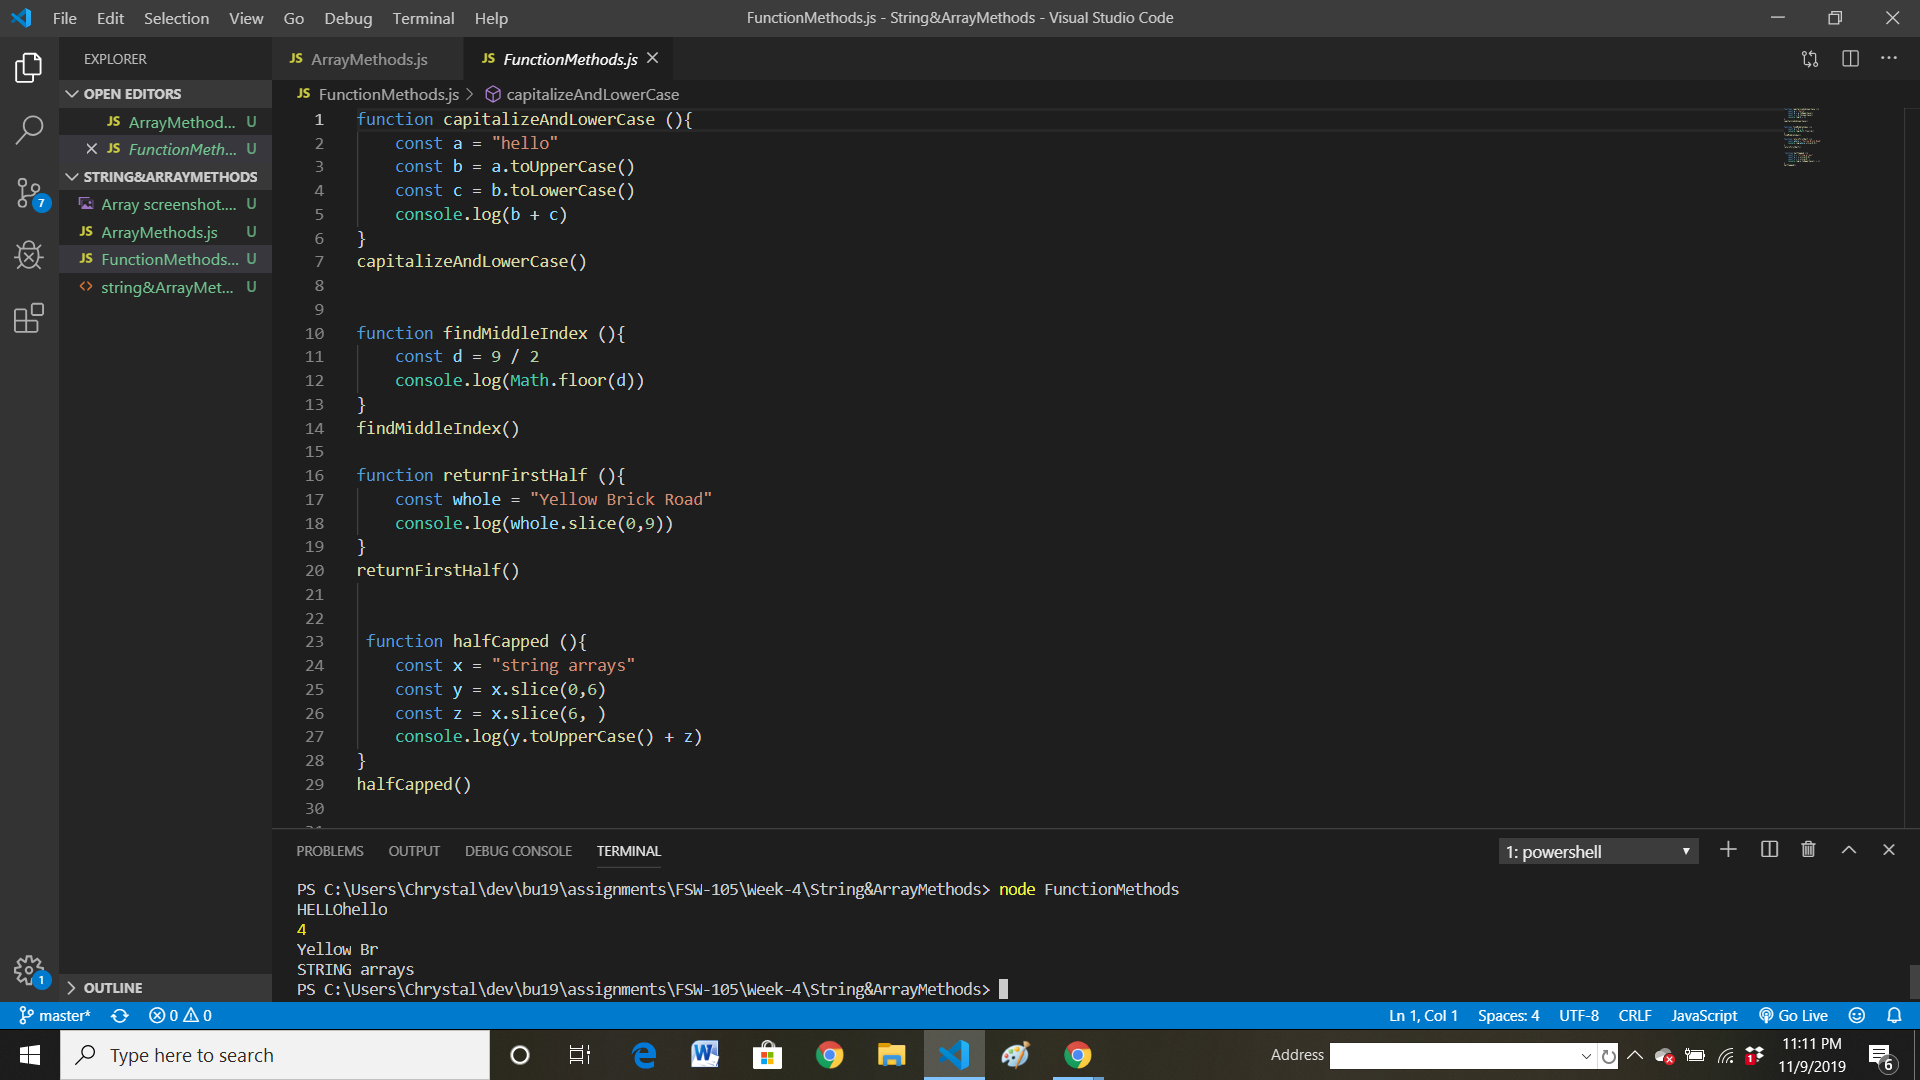 File Edit Selection View Go Debug Terminal Help
FunctionMethods.js - String&ArrayMethods - Visual Studio Code
EXPLORER
OPEN EDITORS
JS ArrayMethod... U
JS FunctionMeth... U
STRING&ARRAYMETHODS
Array screenshot.... U
JS ArrayMethods.js U
JS FunctionMethods... U
<> string&ArrayMet... U
OUTLINE
7
1
JS ArrayMethods.js
JS FunctionMethods.js
JS FunctionMethods.js > capitalizeAndLowerCase
1 function capitalizeAndLowerCase (){
2 const a = "hello"
3 const b = a.toUpperCase()
4 const c = b.toLowerCase()
5 console.log(b + c)
6 }
7 capitalizeAndLowerCase()
8
9
10 function findMiddleIndex (){
11 const d = 9 / 2
12 console.log(Math.floor(d))
13 }
14 findMiddleIndex()
15
16 function returnFirstHalf (){
17 const whole = "Yellow Brick Road"
18 console.log(whole.slice(0,9))
19 }
20 returnFirstHalf()
21
22
23 function halfCapped (){
24 const x = "string arrays"
25 const y = x.slice(0,6)
26 const z = x.slice(6, )
27 console.log(y.toUpperCase() + z)
28 }
29 halfCapped()
30
PROBLEMS OUTPUT DEBUG CONSOLE TERMINAL
1: powershell
PS C:\Users\Chrystal\dev\bu19\assignments\FSW-105\Week-4\String&ArrayMethods> node FunctionMethods
HELLOhello
4
Yellow Br
STRING arrays
PS C:\Users\Chrystal\dev\bu19\assignments\FSW-105\Week-4\String&ArrayMethods>
master* 0 0
Ln 1, Col 1 Spaces: 4 UTF-8 CRLF JavaScript Go Live
Type here to search
Address
11:11 PM
11/9/2019
6